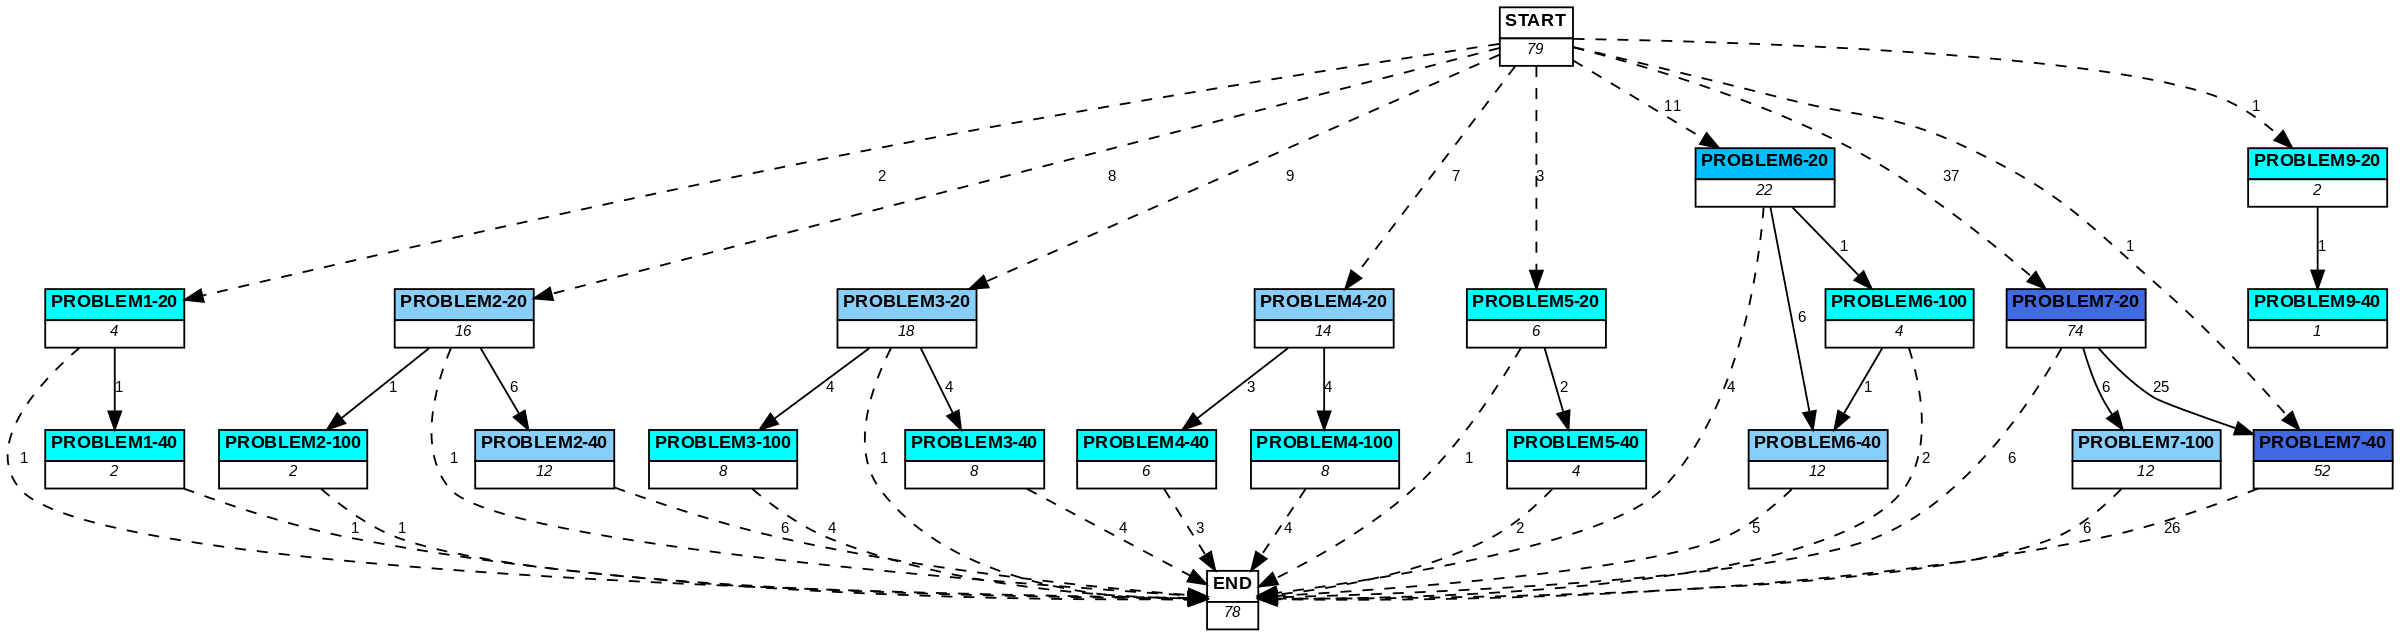 START
79
1
11
PROBLEM6-20
22
PROBLEM9-20
2
2
8
9
7
3
37
1
1
1
PROBLEM1-20
4
PROBLEM2-20
16
PROBLEM3-20
18
PROBLEM4-20
14
PROBLEM5-20
6
6
PROBLEM6-100
4
PROBLEM7-20
74
PROBLEM9-40
1
1
1
6
4
4
3
4
2
4
1
6
25
PROBLEM1-40
2
PROBLEM2-100
2
PROBLEM2-40
12
PROBLEM3-100
8
PROBLEM3-40
8
PROBLEM4-40
6
PROBLEM4-100
8
PROBLEM5-40
4
PROBLEM6-40
12
PROBLEM7-100
12
PROBLEM7-40
52
1
1
1
1
2
6
1
1
6
4
4
3
4
2
5
6
26
END
78